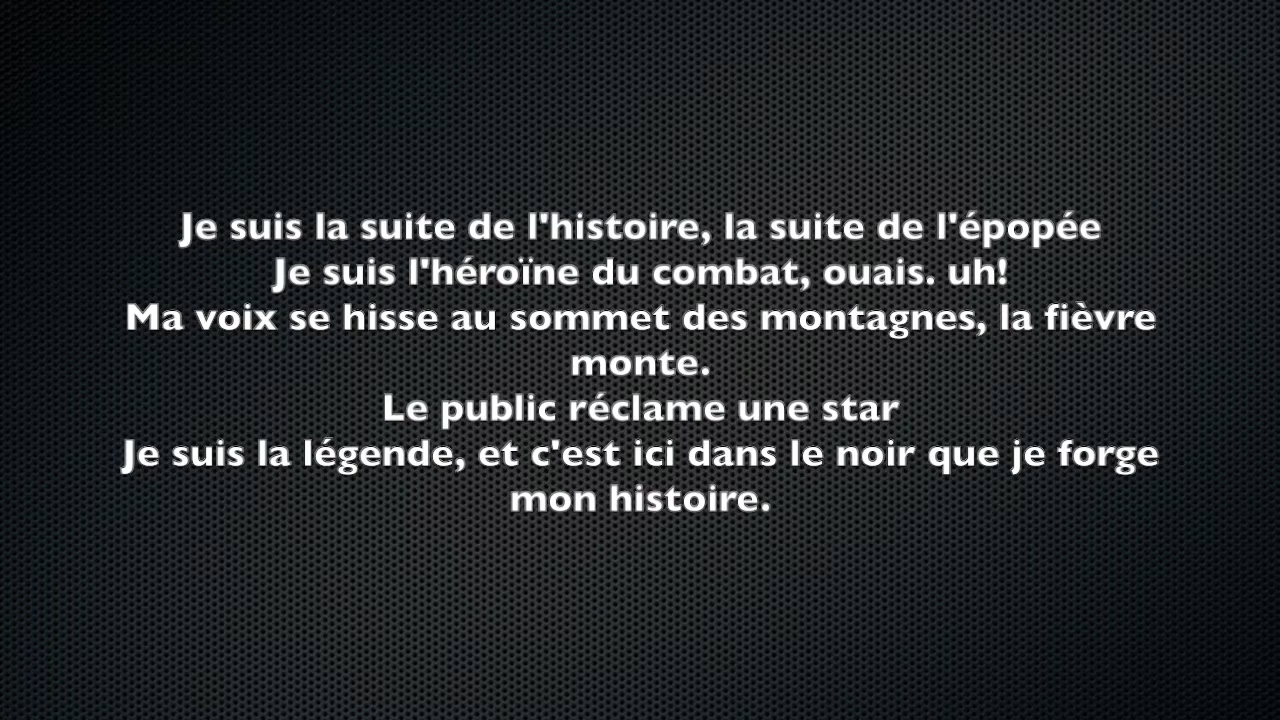 Je suis la suite de l'histoire, la suite de l'épopée
Je suis l'héroïne du combat, ouais. uh!
Ma voix se hisse au sommet des montagnes, la fièvre
monte.
Le public réclame une star
Je suis la légende, et c'est ici dans le noir que je forge
mon histoire.